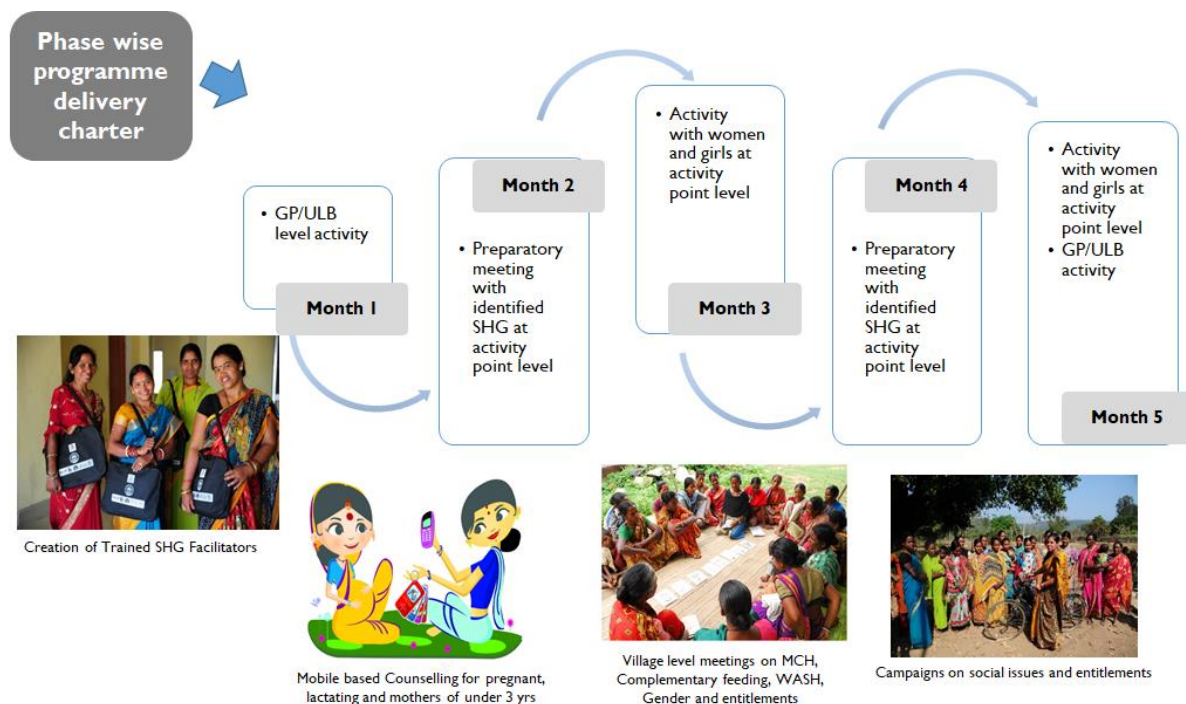 Phase wise
programme
delivery
charter
• GP/ULB
level activity
Month 1
Month 2
• Preparatory
meeting
with
identified
SHG at
activity
point level
• Activity
with women
and girls at
activity
point level
Month 3
Month 4
• Preparatory
meeting
with
identified
SHG at
activity
point level
• Activity
with women
and girls at
activity
point level
• GP/ULB
activity
Month 5
Creation of Trained SHG Facilitators
Mobile based Counselling for pregnant,
lactating and mothers of under 3 yrs
Village level meetings on MCH,
Complementary feeding, WASH,
Gender and entitlements
Campaigns on social issues and entitlements